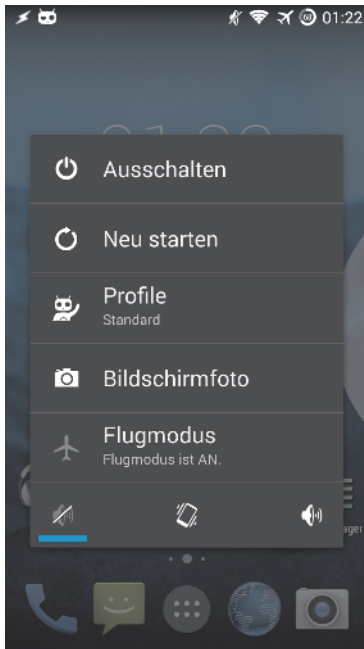 01:22
Ausschalten
Neu starten
Profile
Standard
Bildschirmfoto
Flugmodus
Flugmodus ist AN.